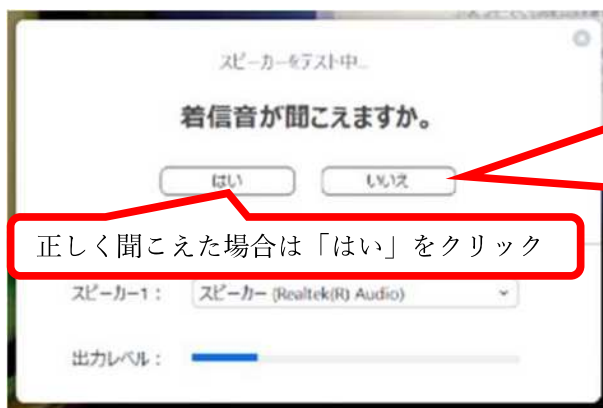 スピーカーをテスト中...
着信音が聞こえますか。
はい
いいえ
正しく聞こえた場合は「はい」をクリック
スピーカー1：
スピーカー (Realtek(R) Audio)
出力レベル：